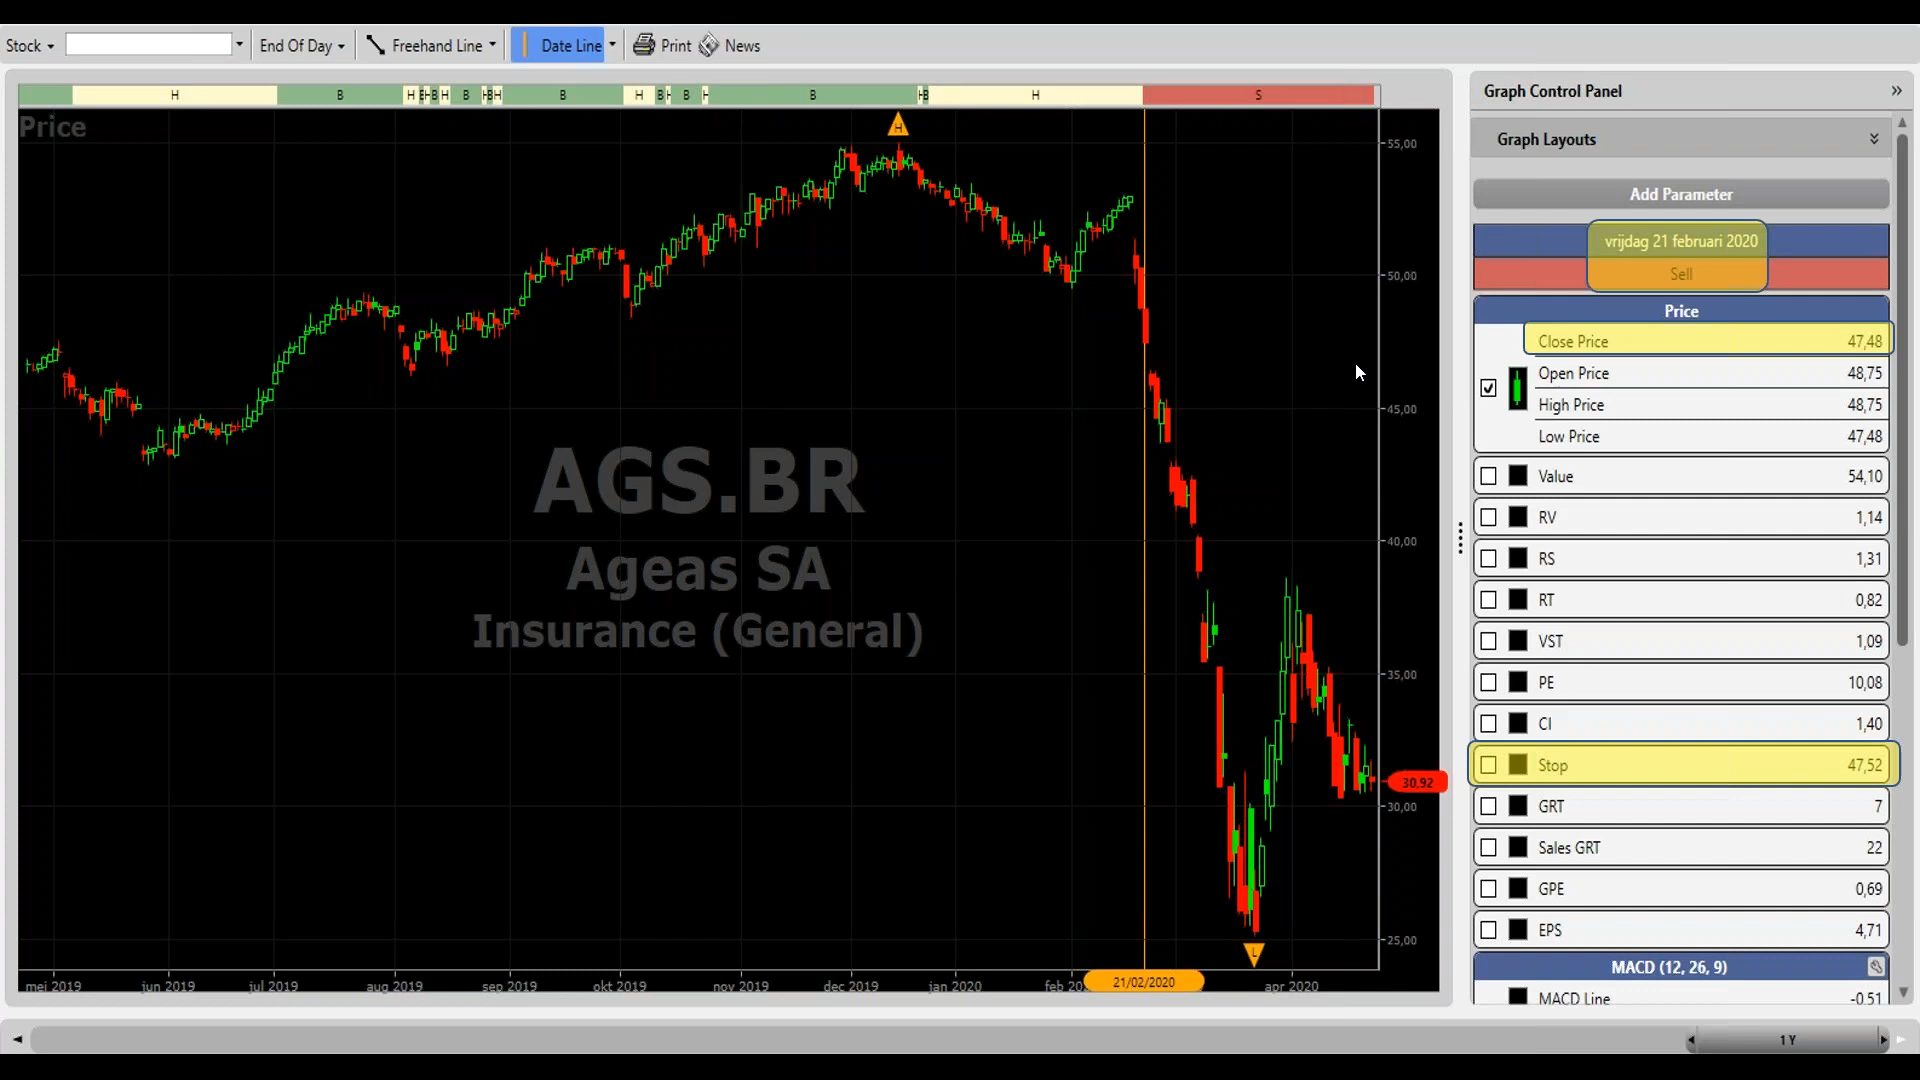 Stock
End Of Day
Freehand Line
Date Line
Print
News
H B H B H B H B B H B H S
Price
H
AGS.BR
Ageas SA
Insurance (General)
L
55,00
50,00
45,00
40,00
35,00
30,92
30,00
25,00
mei 2019 jun 2019 jul 2019 aug 2019 sep 2019 okt 2019 nov 2019 dec 2019 jan 2020 feb 21/02/2020 apr 2020
Graph Control Panel
Graph Layouts
Add Parameter
vrijdag 21 februari 2020
Sell
Price
Close Price 47,48
Open Price 48,75
High Price 48,75
Low Price 47,48
Value 54,10
RV 1,14
RS 1,31
RT 0,82
VST 1,09
PE 10,08
CI 1,40
Stop 47,52
GRT 7
Sales GRT 22
GPE 0,69
EPS 4,71
MACD (12, 26, 9)
MACD Line -0,51
1 Y